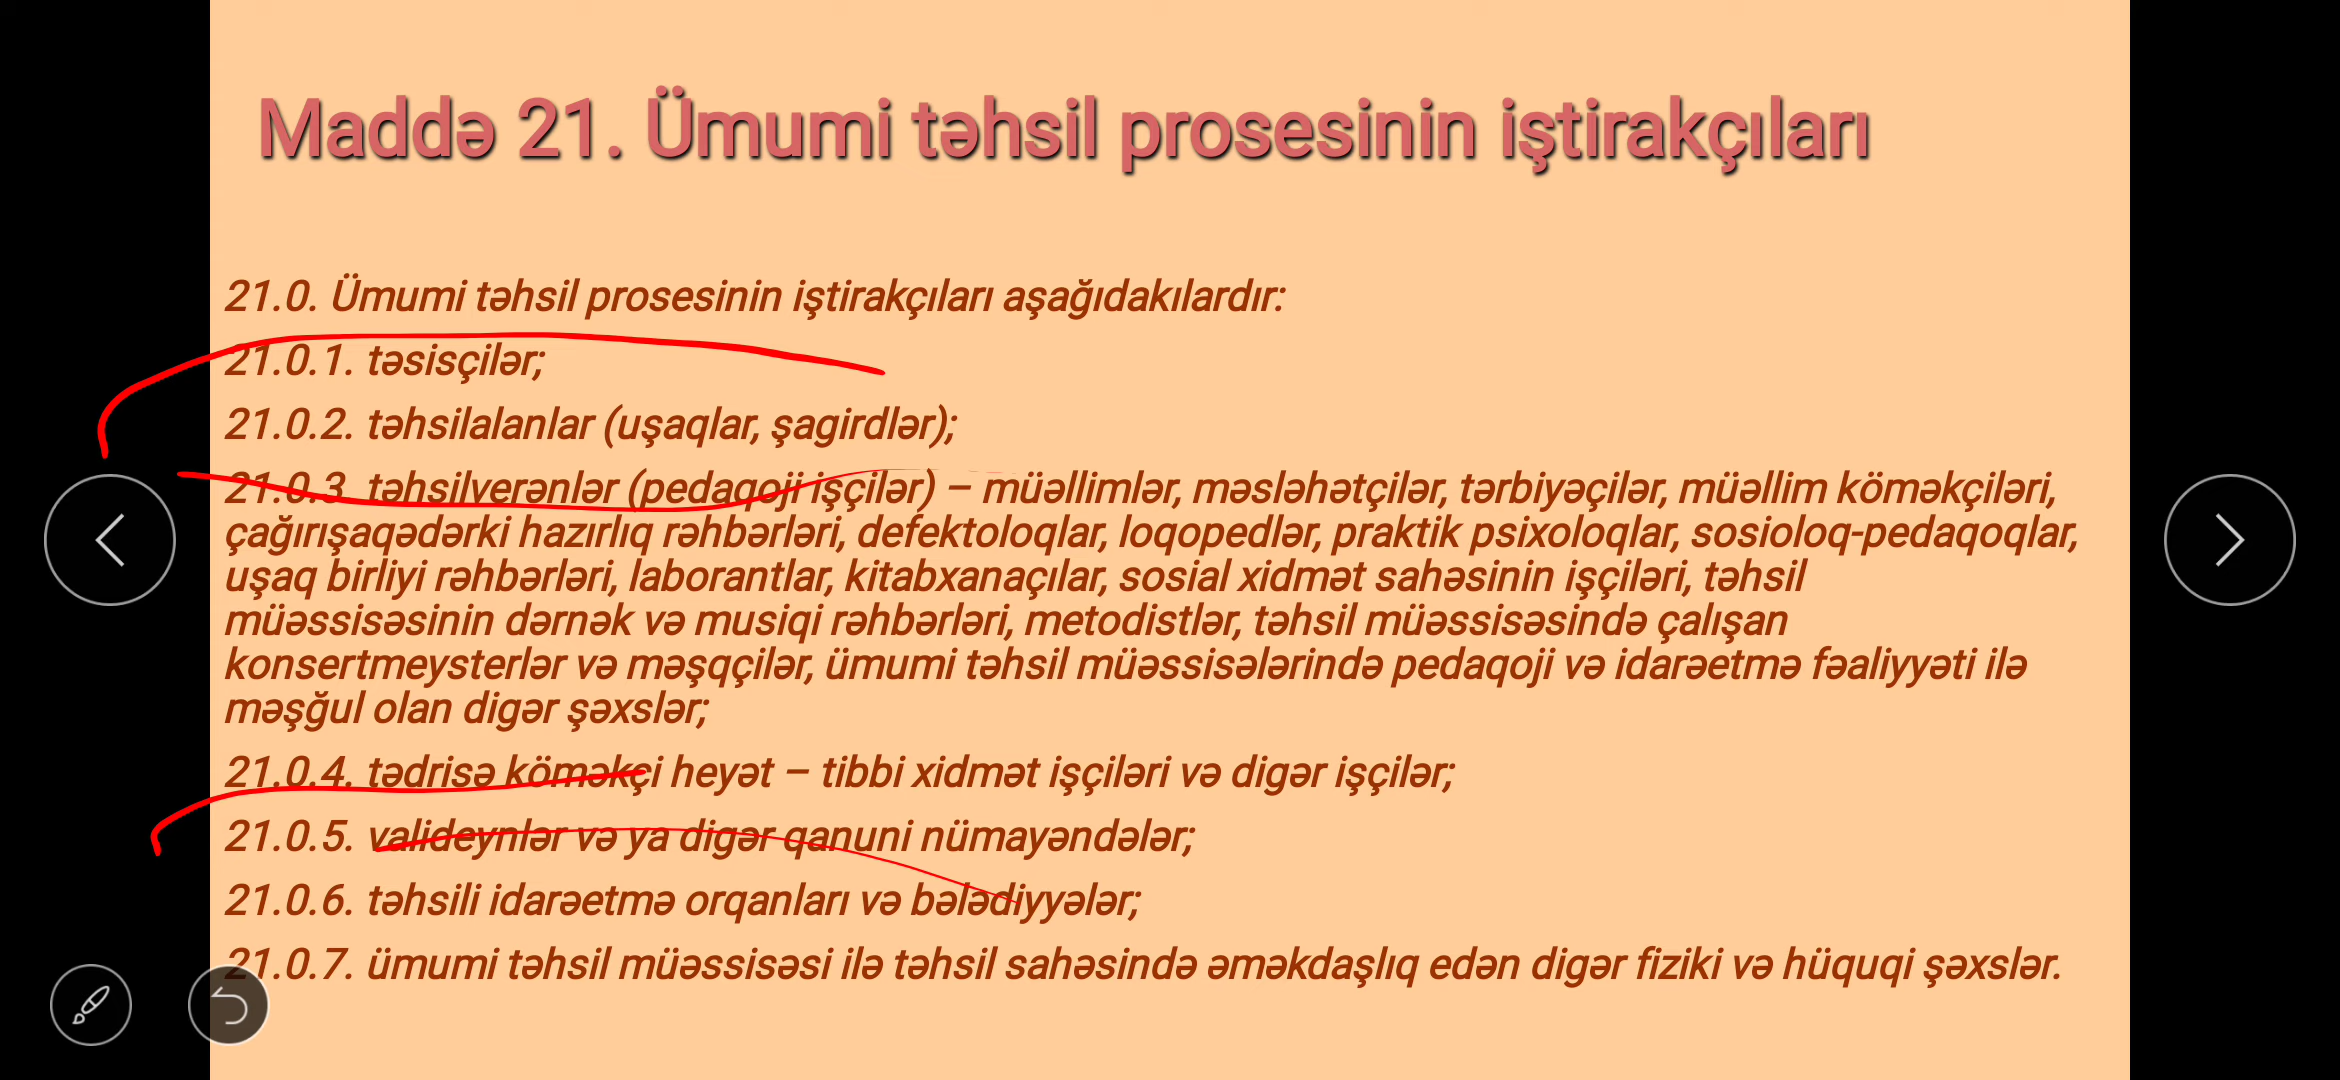 Maddə 21. Ümumi təhsil prosesinin iştirakçıları
21.0. Ümumi təhsil prosesinin iştirakçıları aşağıdakılardır:
21.0.1. təsisçilər;
21.0.2. təhsilalanlar (uşaqlar, şagirdlər);
21.0.3. təhsilverənlər (pedaqoji işçilər) – müəllimlər, məsləhətçilər, tərbiyəçilər, müəllim köməkçiləri,
çağırışaqədərki hazırlıq rəhbərləri, defektoloqlar, loqopedlər, praktik psixoloqlar, sosioloq-pedaqoqlar,
uşaq birliyi rəhbərləri, laborantlar, kitabxanaçılar, sosial xidmət sahəsinin işçiləri, təhsil
müəssisəsinin dərnək və musiqi rəhbərləri, metodistlər, təhsil müəssisəsində çalışan
konsertmeysterlər və məşqçilər, ümumi təhsil müəssisələrində pedaqoji və idarəetmə fəaliyyəti ilə
məşğul olan digər şəxslər;
21.0.4. tədrisə köməkçi heyət – tibbi xidmət işçiləri və digər işçilər;
21.0.5. valideynlər və ya digər qanuni nümayəndələr;
21.0.6. təhsili idarəetmə orqanları və bələdiyyələr;
21.0.7. ümumi təhsil müəssisəsi ilə təhsil sahəsində əməkdaşlıq edən digər fiziki və hüquqi şəxslər.